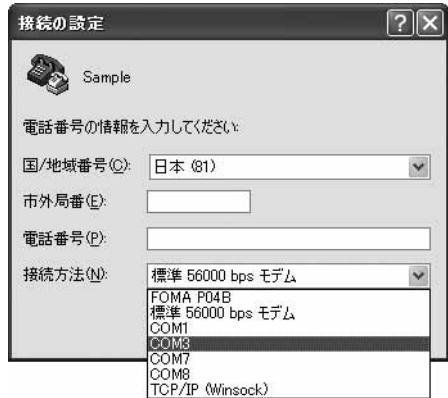 接続の設定
Sample
電話番号の情報を入力してください:
国/地域番号(C): 日本 (81)
市外局番(E):
電話番号(P):
接続方法(N): 標準 56000 bps モデム
FOMA P04B
標準 56000 bps モデム
COM1
COM3
COM7
COM8
TCP/IP (Winsock)